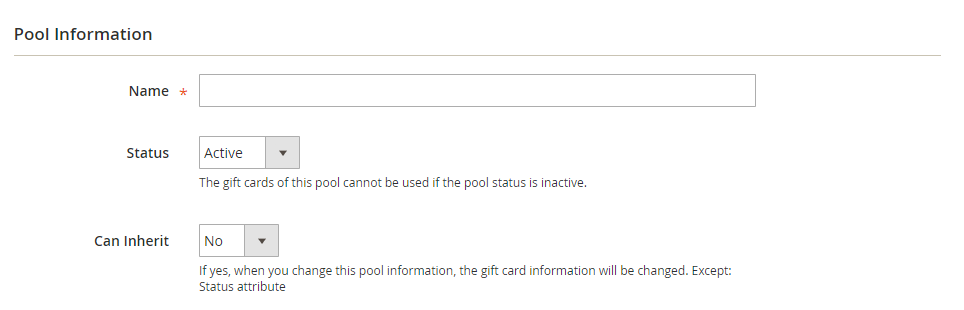 Pool Information
Name *
Status
Active
The gift cards of this pool cannot be used if the pool status is inactive.
Can Inherit
No
If yes, when you change this pool information, the gift card information will be changed. Except:
Status attribute